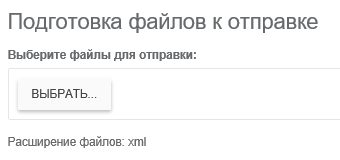 Подготовка файлов к отправке
Выберите файлы для отправки:
ВЫБРАТЬ...
Расширение файлов: xml